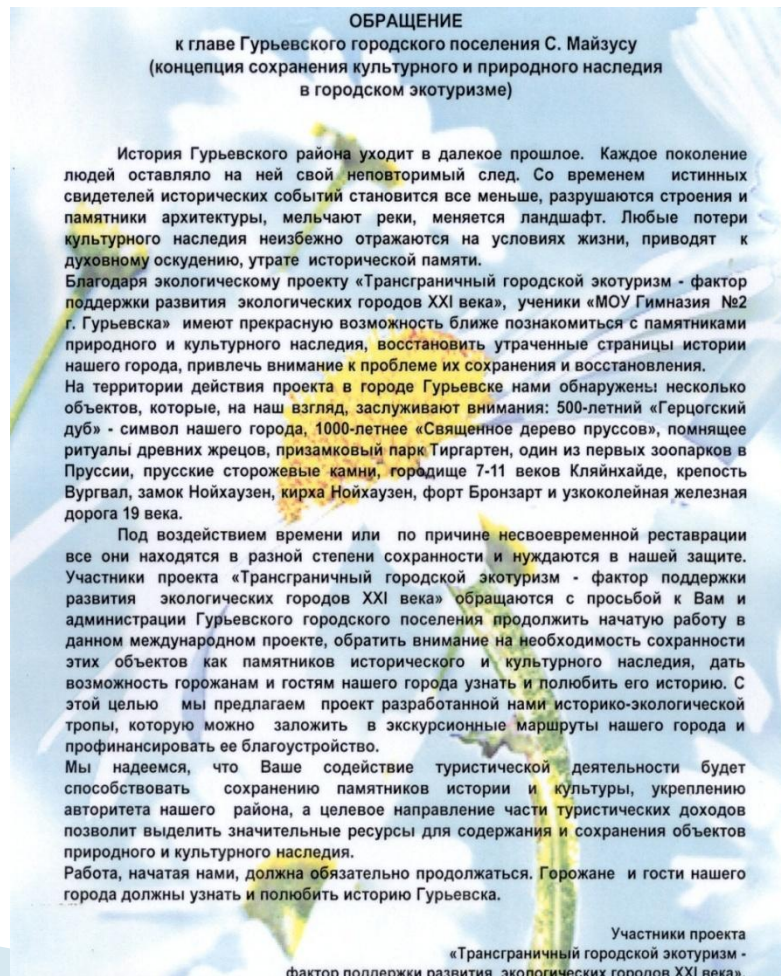 ОБРАЩЕНИЕ
к главе Гурьевского городского поселения С. Майзусу
(концепция сохранения культурного и природного наследия
в городском экотуризме)
История Гурьевского района уходит в далекое прошлое. Каждое поколение
людей оставляло на ней свой неповторимый след. Со временем истинных
свидетелей исторических событий становится все меньше, разрушаются строения и
памятники архитектуры, мельчают реки, меняется ландшафт. Любые потери
культурного наследия неизбежно отражаются на условиях жизни, приводят к
духовному оскудению, утрате исторической памяти.
Благодаря экологическому проекту «Трансграничный городской экотуризм - фактор
поддержки развития экологических городов XXI века», ученики «МОУ Гимназия №2
г. Гурьевска» имеют прекрасную возможность ближе познакомиться с памятниками
природного и культурного наследия, восстановить утраченные страницы истории
нашего города, привлечь внимание к проблеме их сохранения и восстановления.
На территории действия проекта в городе Гурьевске нами обнаружены несколько
объектов, которые, на наш взгляд, заслуживают внимания: 500-летний «Герцогский
дуб» - символ нашего города, 1000-летнее «Священное дерево пруссов», помнящее
ритуалы древних жрецов, призамковый парк Тиргартен, один из первых зоопарков в
Пруссии, прусские сторожевые камни, городище 7-11 веков Кляйнхайде, крепость
Вургвал, замок Нойхаузен, кирха Нойхаузен, форт Бронзарт и узкоколейная железная
дорога 19 века.
Под воздействием времени или по причине несвоевременной реставрации
все они находятся в разной степени сохранности и нуждаются в нашей защите.
Участники проекта «Трансграничный городской экотуризм - фактор поддержки
развития экологических городов XXI века» обращаются с просьбой к Вам и
администрации Гурьевского городского поселения продолжить начатую работу в
данном международном проекте, обратить внимание на необходимость сохранности
этих объектов как памятников исторического и культурного наследия, дать
возможность горожанам и гостям нашего города узнать и полюбить его историю. С
этой целью мы предлагаем проект разработанной нами историко-экологической
тропы, которую можно заложить в экскурсионные маршруты нашего города и
профинансировать ее благоустройство.
Мы надеемся, что Ваше содействие туристической деятельности будет
способствовать сохранению памятников истории и культуры, укреплению
авторитета нашего района, а целевое направление части туристических доходов
позволит выделить значительные ресурсы для содержания и сохранения объектов
природного и культурного наследия.
Работа, начатая нами, должна обязательно продолжаться. Горожане и гости нашего
города должны узнать и полюбить историю Гурьевска.
Участники проекта
«Трансграничный городской экотуризм -
фактор поддержки развития экологических городов XXI века».